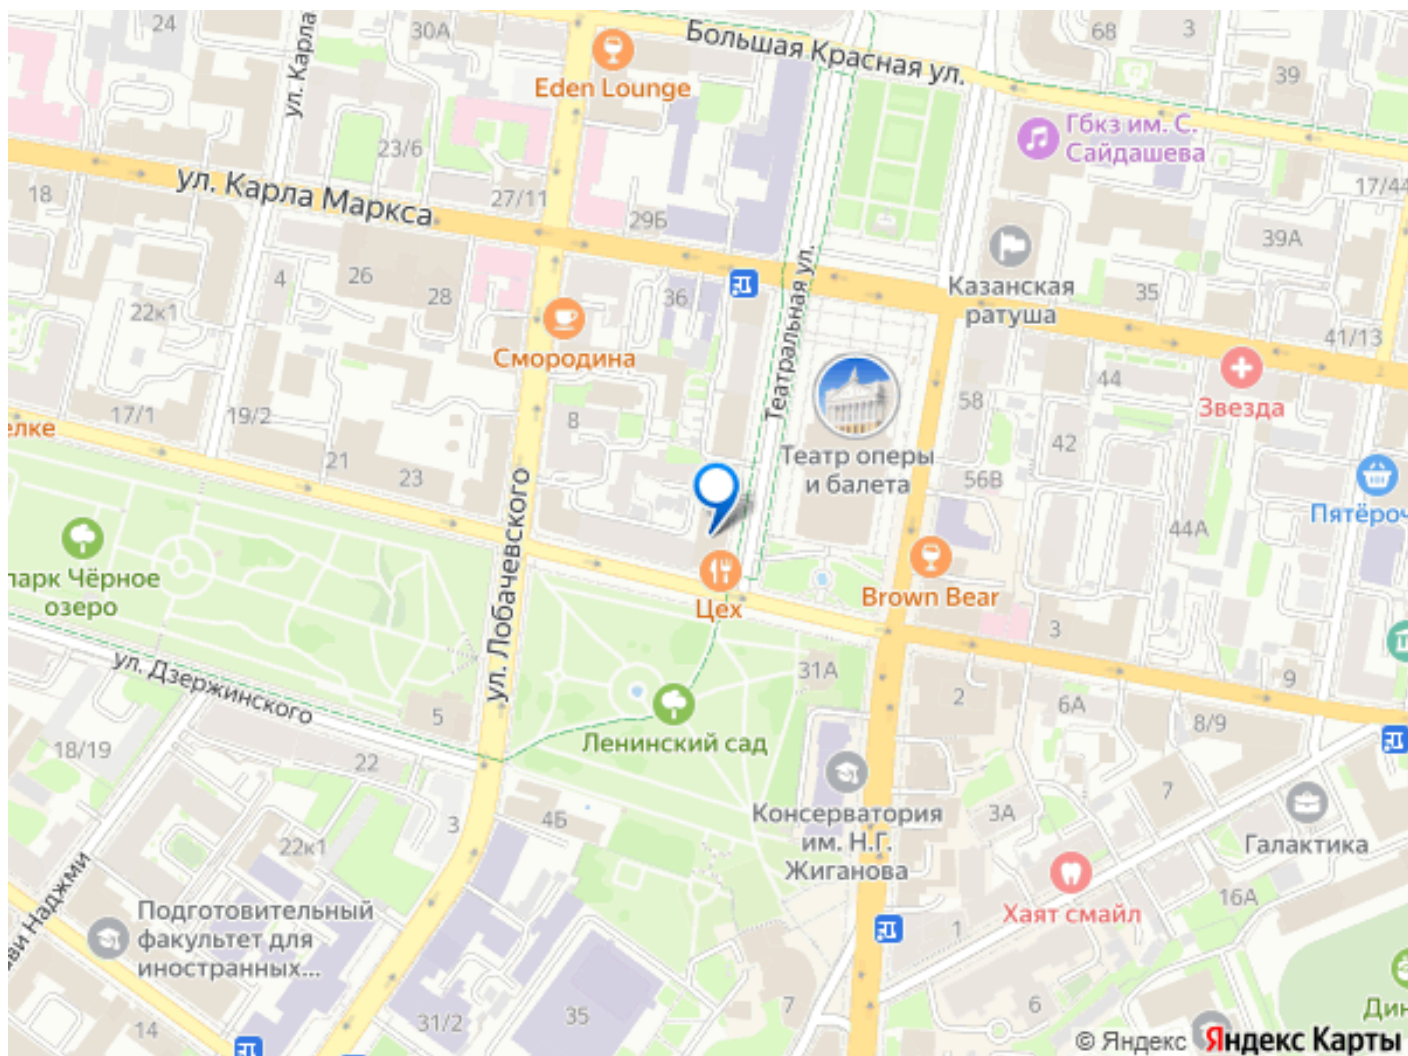 24
30А
Большая Красная ул.
68
3
39
Eden Lounge
ул. Карла
23/6
Гбкз им. С.
Сайдашева
18
ул. Карла Маркса
27/11
29Б
17/44
39А
Театральная ул.
4
26
28
36
Казанская
ратуша
35
22к1
41/13
Смородина
44
Звезда
17/1
19/2
8
58
елке
42
21
23
Театр оперы
и балета
56В
Пятёроч
44А
ул. Лобачевского
парк Чёрное
озеро
Цех
Brown Bear
3
ул. Дзержинского
31А
9
2
6А
8/9
5
Ленинский сад
18/19
22
7
Консерватория
им. Н.Г.
Жиганова
3А
3
4Б
22к1
Галактика
16А
Хаят смайл
ави Наджми
Подготовительный
факультет для
иностранных...
1
35
7
6
Дин
14
31/2
© Яндекс Яндекс Карты